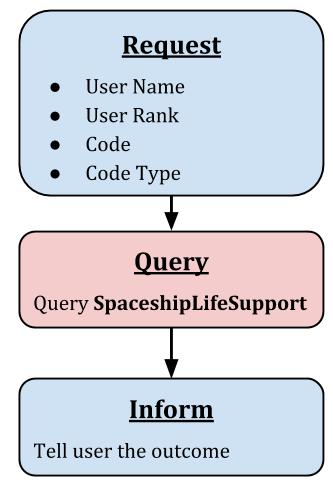 Request
● User Name
● User Rank
● Code
● Code Type
Query
Query SpaceshipLifeSupport
Inform
Tell user the outcome